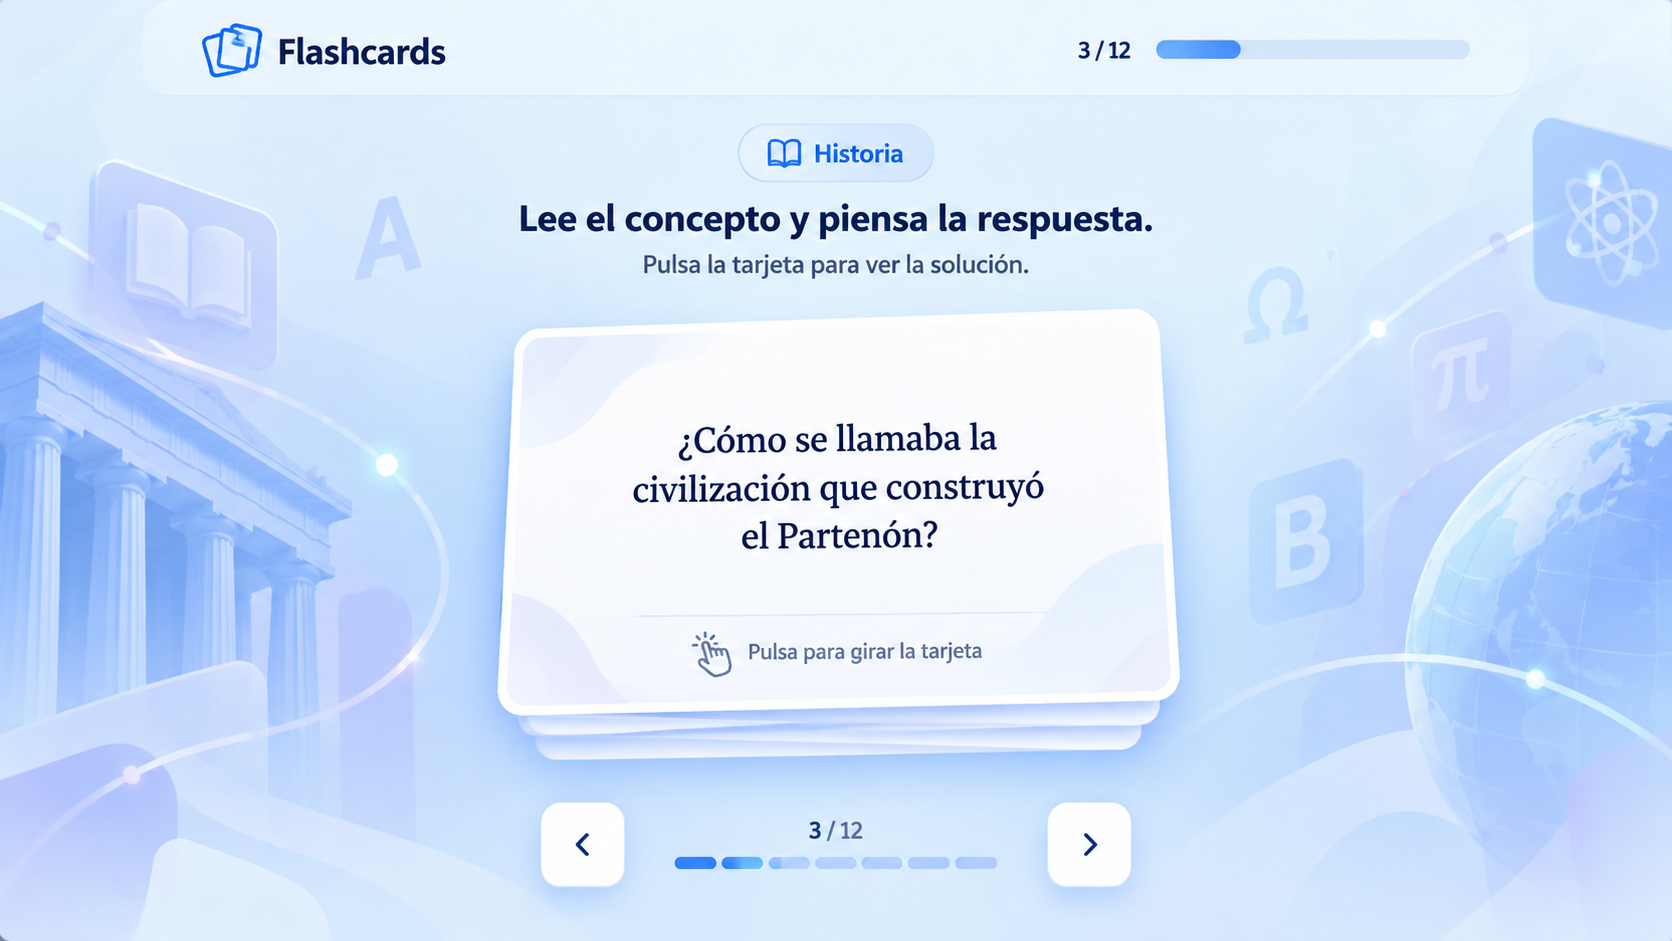 Flashcards
3 / 12
Historia
Lee el concepto y piensa la respuesta.
Pulsa la tarjeta para ver la solución.
A
Ω
π
B
¿Cómo se llamaba la
civilización que construyó
el Partenón?
Pulsa para girar la tarjeta
3 / 12